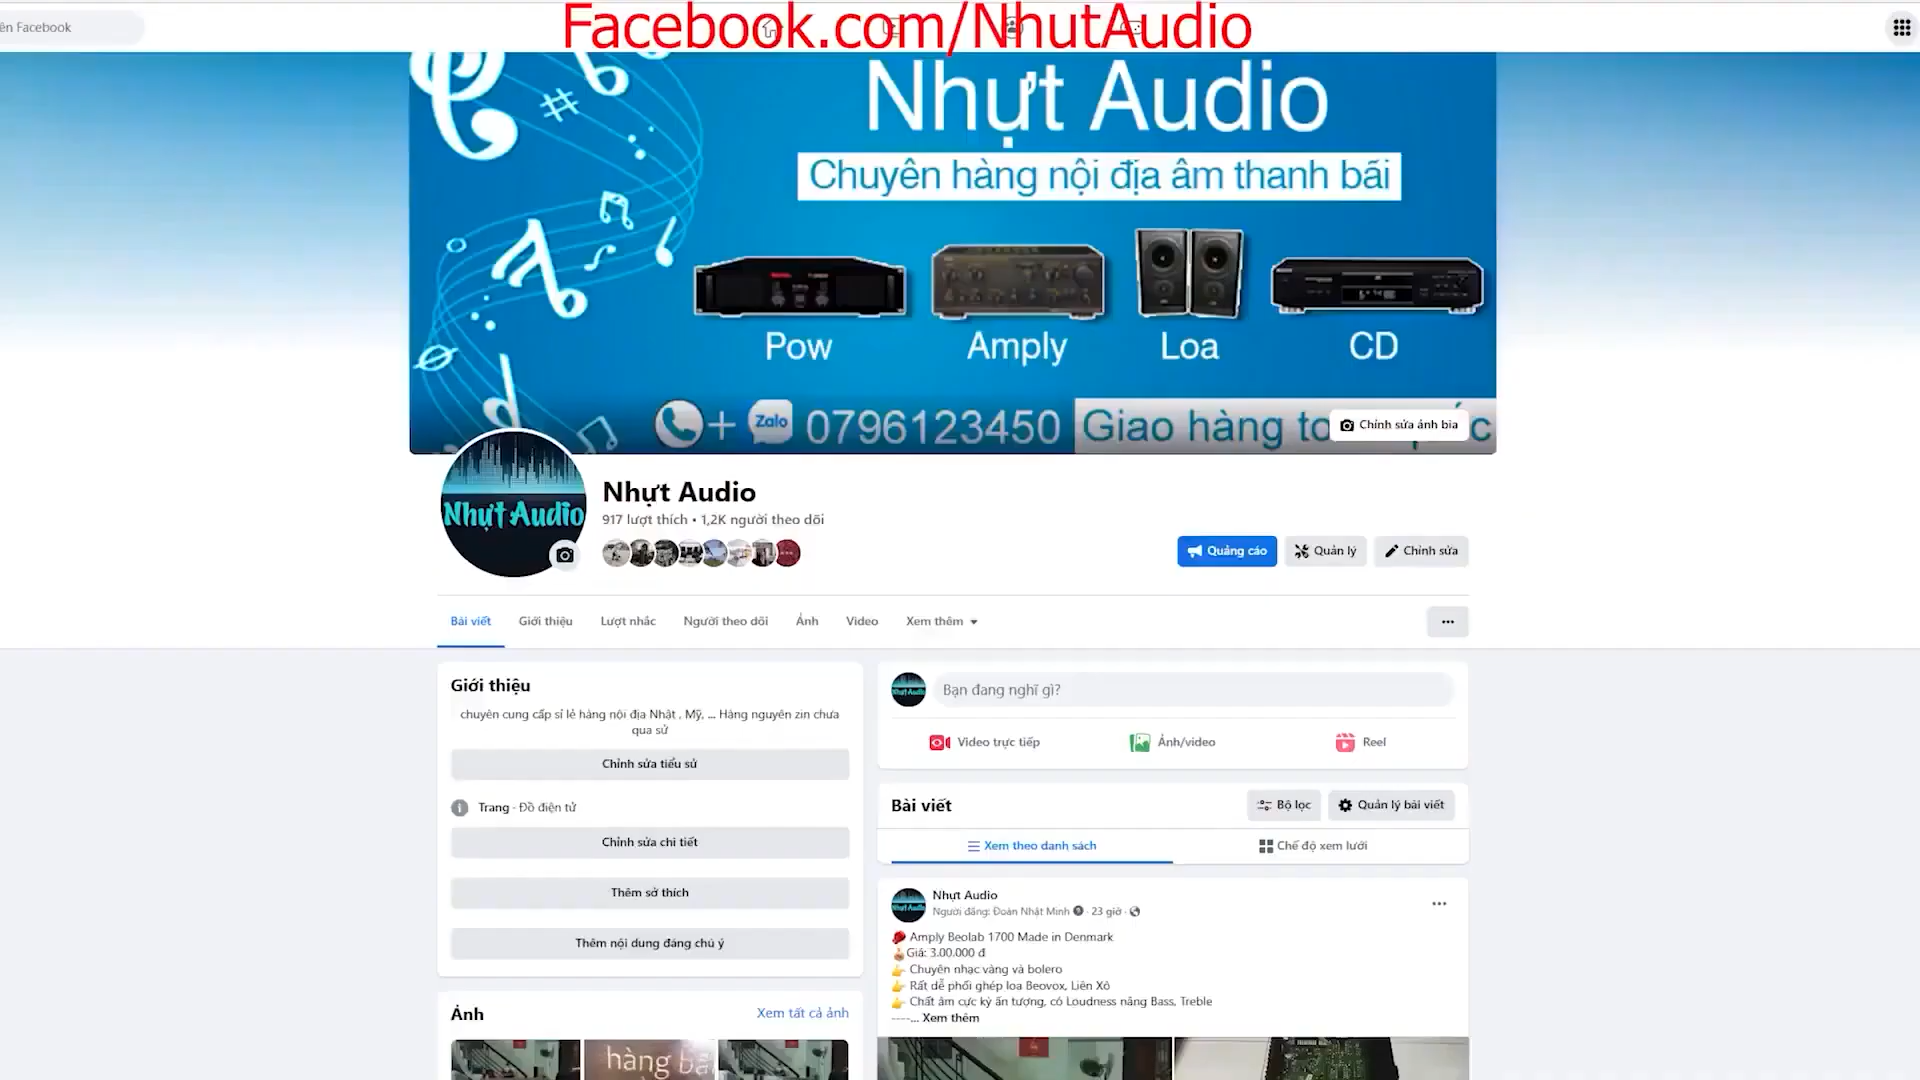 Facebook.com/NhutAudio
ên Facebook
Nhựt Audio
Chuyên hàng nội địa âm thanh bãi
Pow
Amply
Loa
CD
+ Zalo 0796123450
Giao hàng to
Chỉnh sửa ảnh bìa
Nhựt Audio
Nhựt Audio
917 lượt thích • 1,2K người theo dõi
Quảng cáo
Quản lý
Chỉnh sửa
Bài viết
Giới thiệu
Lượt nhắc
Người theo dõi
Ảnh
Video
Xem thêm
Giới thiệu
chuyên cung cấp sỉ lẻ hàng nội địa Nhật , Mỹ, ... Hàng nguyên zin chưa
qua sử
Chỉnh sửa tiểu sử
Trang · Đồ điện tử
Chỉnh sửa chi tiết
Thêm sở thích
Thêm nội dung đáng chú ý
Ảnh
Xem tất cả ảnh
hàng bã
Bạn đang nghĩ gì?
Video trực tiếp
Ảnh/video
Reel
Bài viết
Bộ lọc
Quản lý bài viết
Xem theo danh sách
Chế độ xem lưới
Nhựt Audio
Người đăng: Đoàn Nhật Minh · 23 giờ ·
Amply Beolab 1700 Made in Denmark
Giá: 3.00.000 đ
Chuyên nhạc vàng và bolero
Rất dễ phối ghép loa Beovox, Liên Xô
Chất âm cực kỳ ấn tượng, có Loudness nâng Bass, Treble
----... Xem thêm